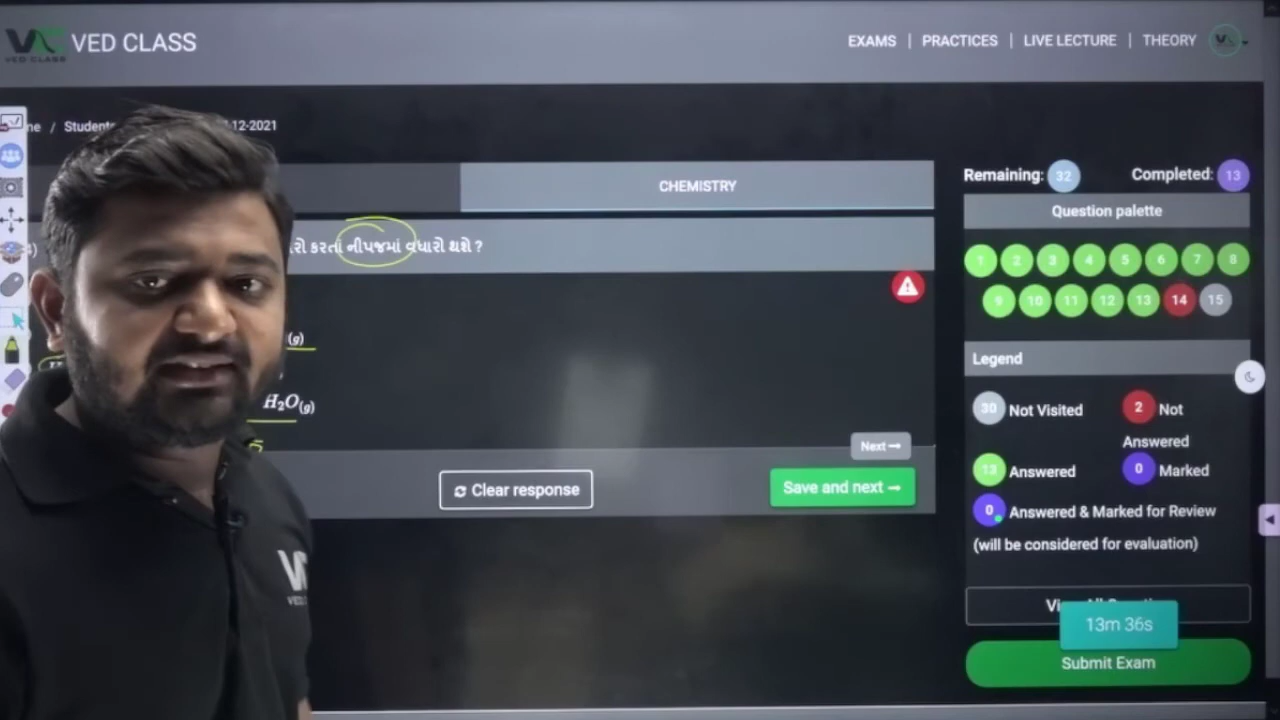 VED CLASS
VED CLASS
EXAMS | PRACTICES | LIVE LECTURE | THEORY
/ 12-2021
CHEMISTRY
કરતાં નીપજમાં વધારો થશે ?
(g)
H₂O(g)
Next →
Clear response
Save and next →
Remaining: 32
Completed: 13
Question palette
1 2 3 4 5 6 7 8
9 10 11 12 13 14 15
Legend
30 Not Visited
2 Not Answered
13 Answered
0 Marked
0 Answered & Marked for Review
(will be considered for evaluation)
13m 36s
Submit Exam